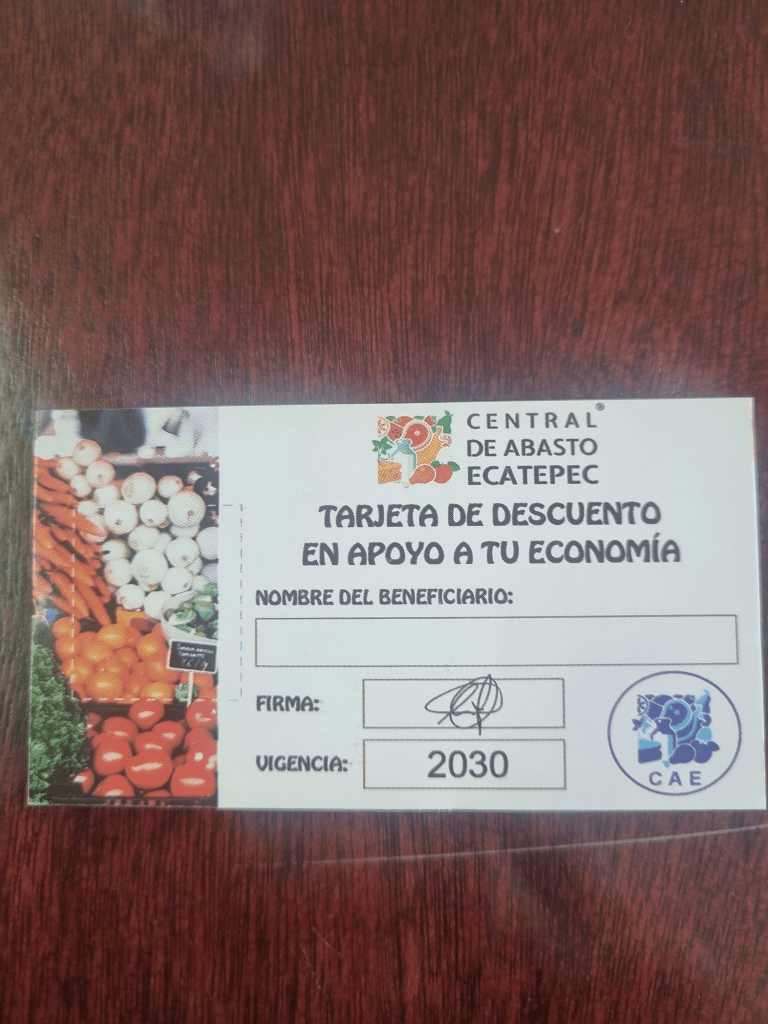 CENTRAL®
DE ABASTO
ECATEPEC
TARJETA DE DESCUENTO
EN APOYO A TU ECONOMÍA
NOMBRE DEL BENEFICIARIO:
FIRMA:
VIGENCIA:
2030
CAE